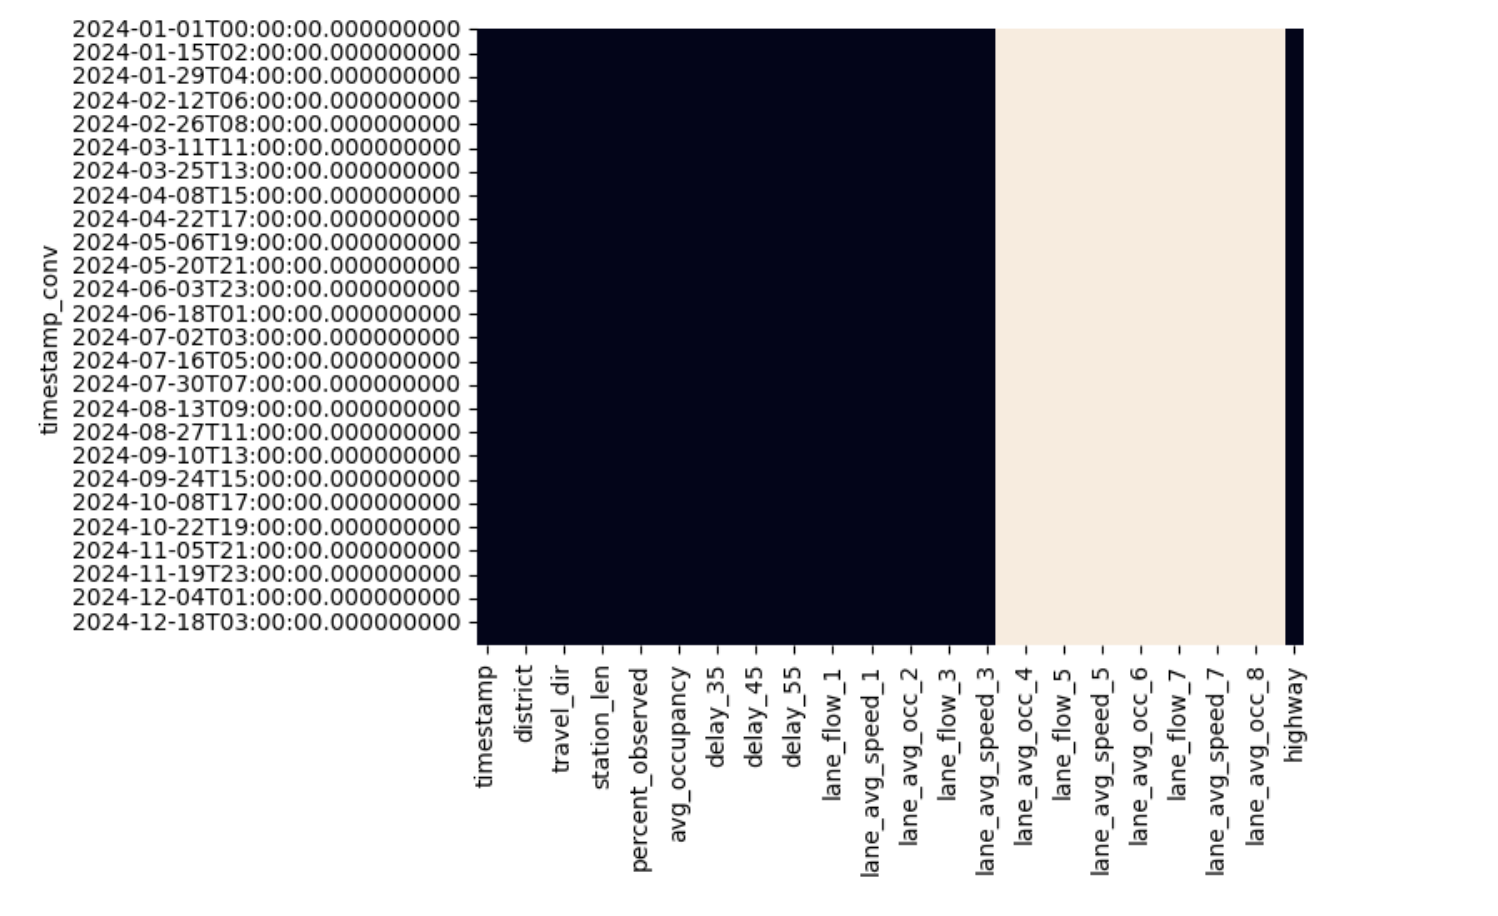 2024-01-01T00:00:00.000000000
2024-01-15T02:00:00.000000000
2024-01-29T04:00:00.000000000
2024-02-12T06:00:00.000000000
2024-02-26T08:00:00.000000000
2024-03-11T11:00:00.000000000
2024-03-25T13:00:00.000000000
2024-04-08T15:00:00.000000000
2024-04-22T17:00:00.000000000
2024-05-06T19:00:00.000000000
2024-05-20T21:00:00.000000000
2024-06-03T23:00:00.000000000
2024-06-18T01:00:00.000000000
2024-07-02T03:00:00.000000000
2024-07-16T05:00:00.000000000
2024-07-30T07:00:00.000000000
2024-08-13T09:00:00.000000000
2024-08-27T11:00:00.000000000
2024-09-10T13:00:00.000000000
2024-09-24T15:00:00.000000000
2024-10-08T17:00:00.000000000
2024-10-22T19:00:00.000000000
2024-11-05T21:00:00.000000000
2024-11-19T23:00:00.000000000
2024-12-04T01:00:00.000000000
2024-12-18T03:00:00.000000000
timestamp_conv
timestamp
district
travel_dir
station_len
percent_observed
avg_occupancy
delay_35
delay_45
delay_55
lane_flow_1
lane_avg_speed_1
lane_avg_occ_2
lane_flow_3
lane_avg_speed_3
lane_avg_occ_4
lane_flow_5
lane_avg_speed_5
lane_avg_occ_6
lane_flow_7
lane_avg_speed_7
lane_avg_occ_8
highway